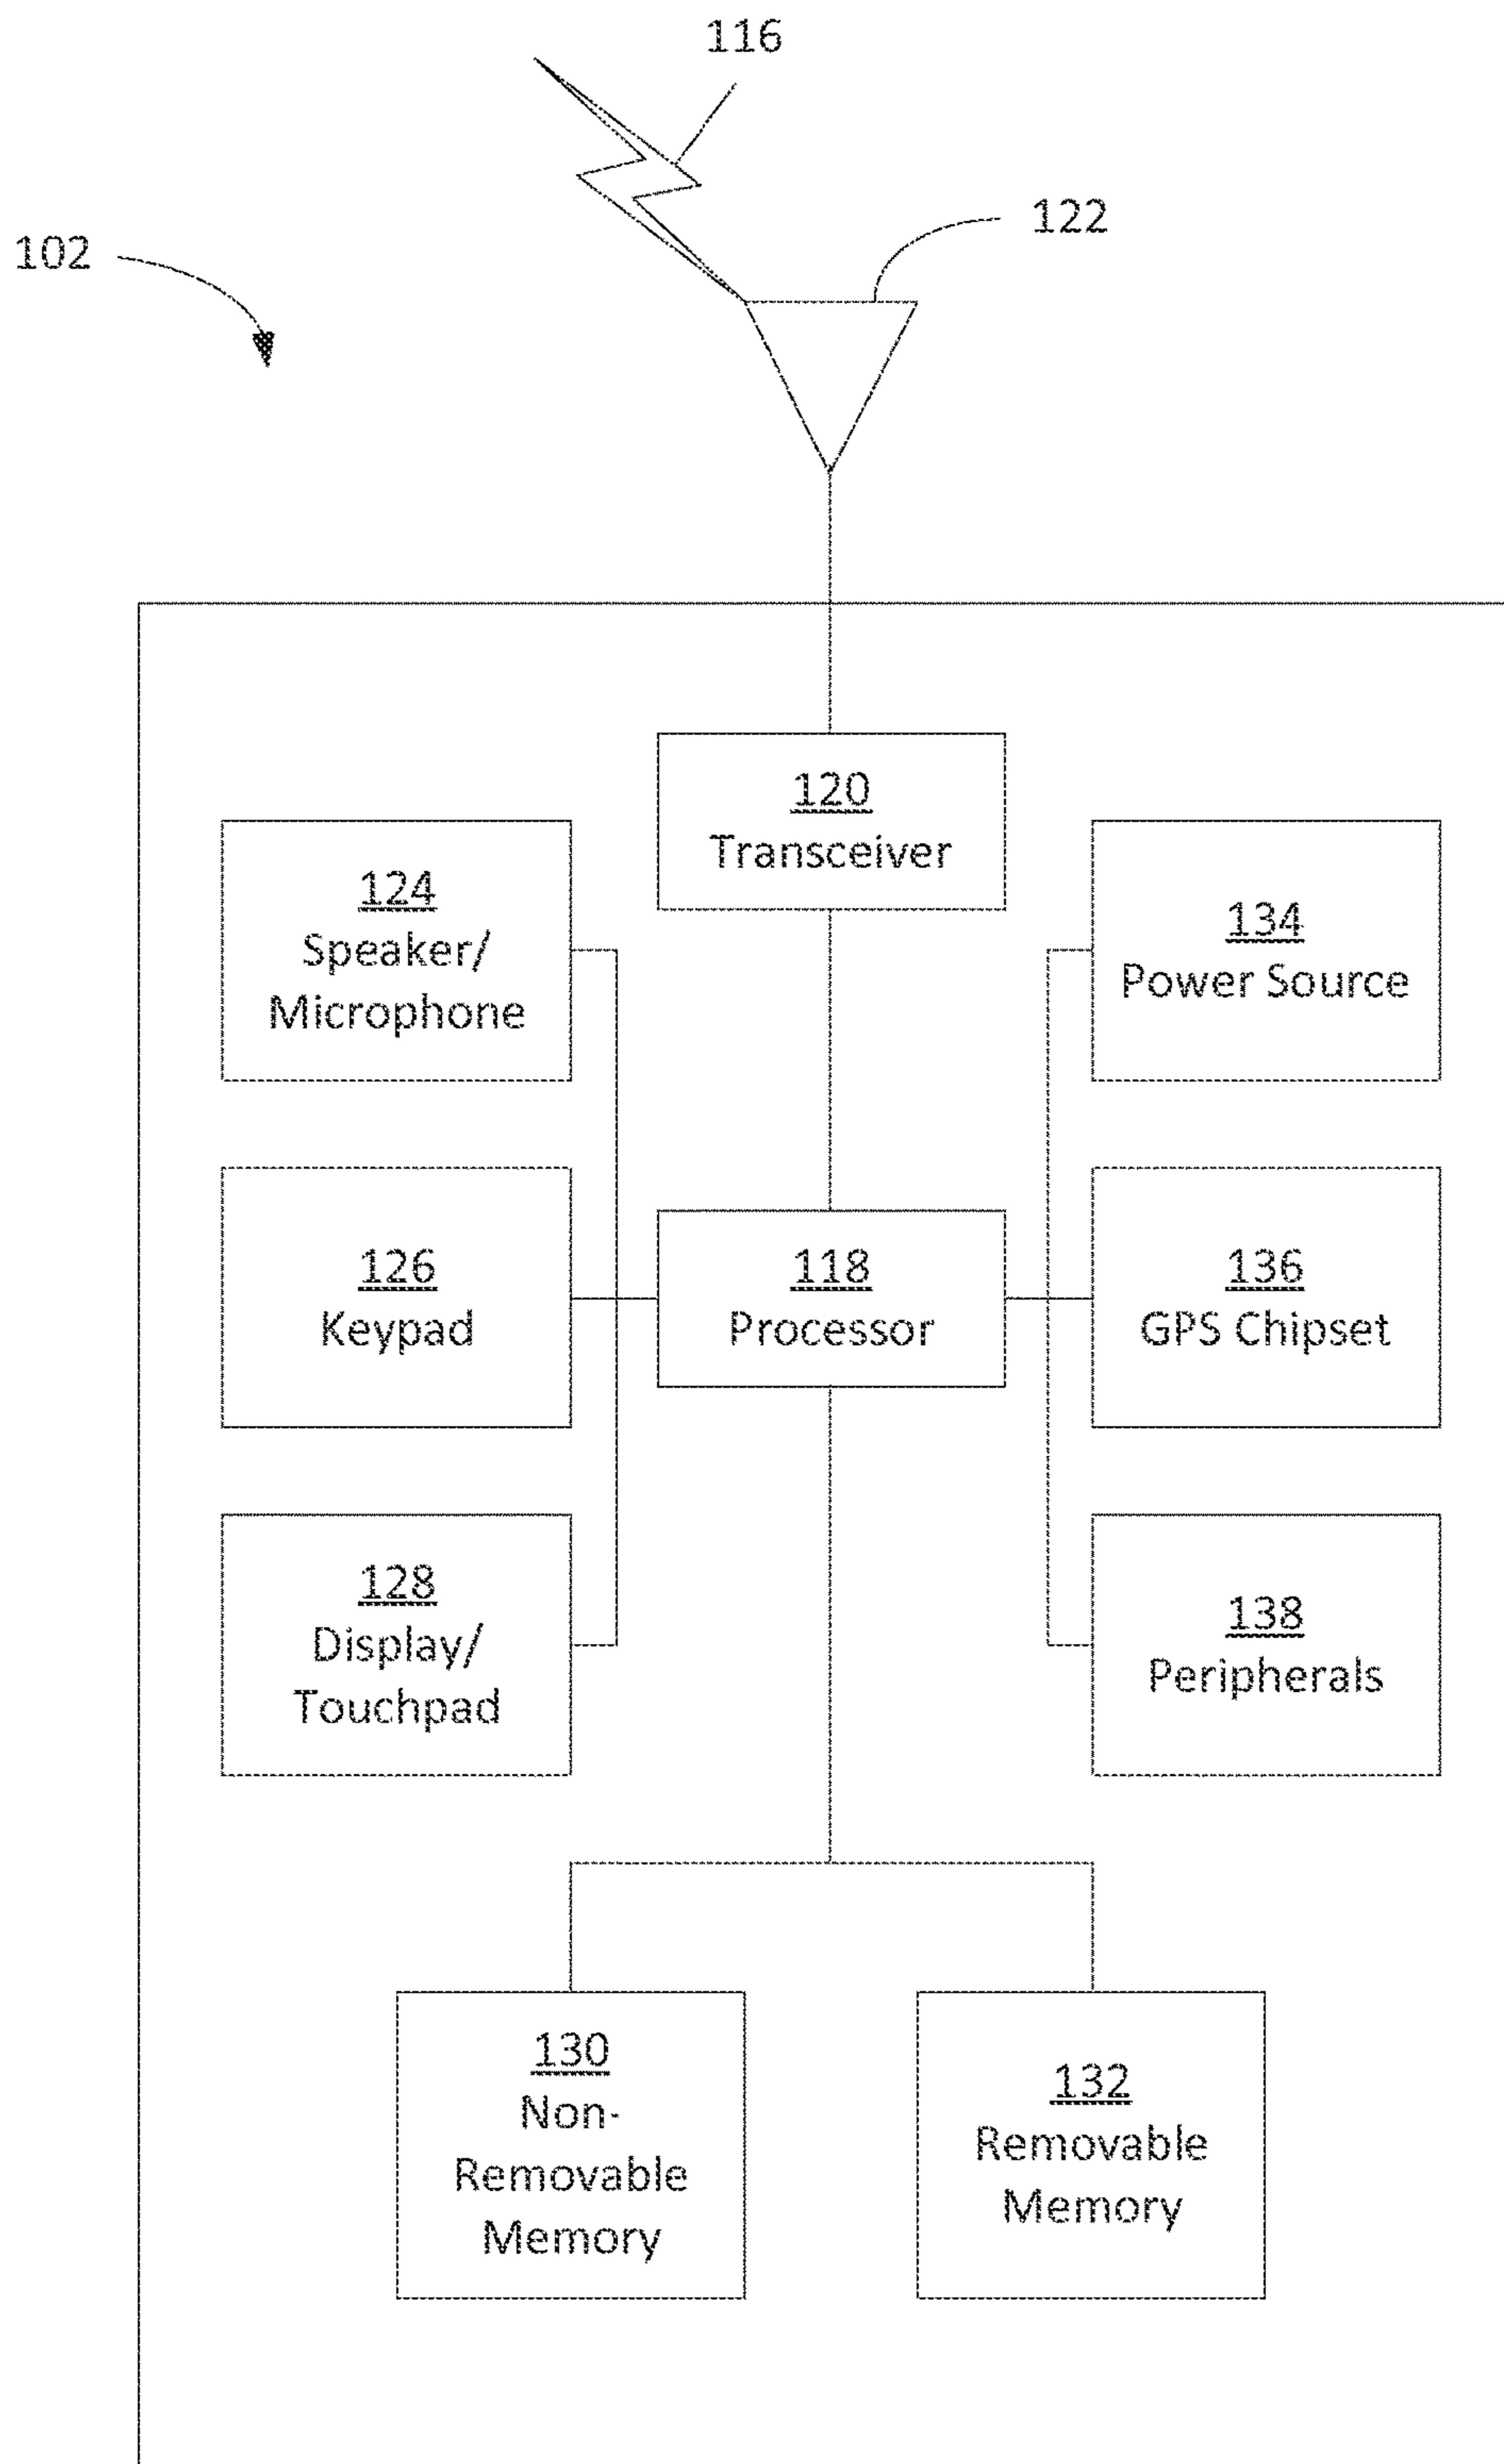 116
122
102
120
Transceiver
124
Speaker/
Microphone
134
Power Source
126
Keypad
118
Processor
136
GPS Chipset
128
Display/
Touchpad
138
Peripherals
130
Non-
Removable
Memory
132
Removable
Memory